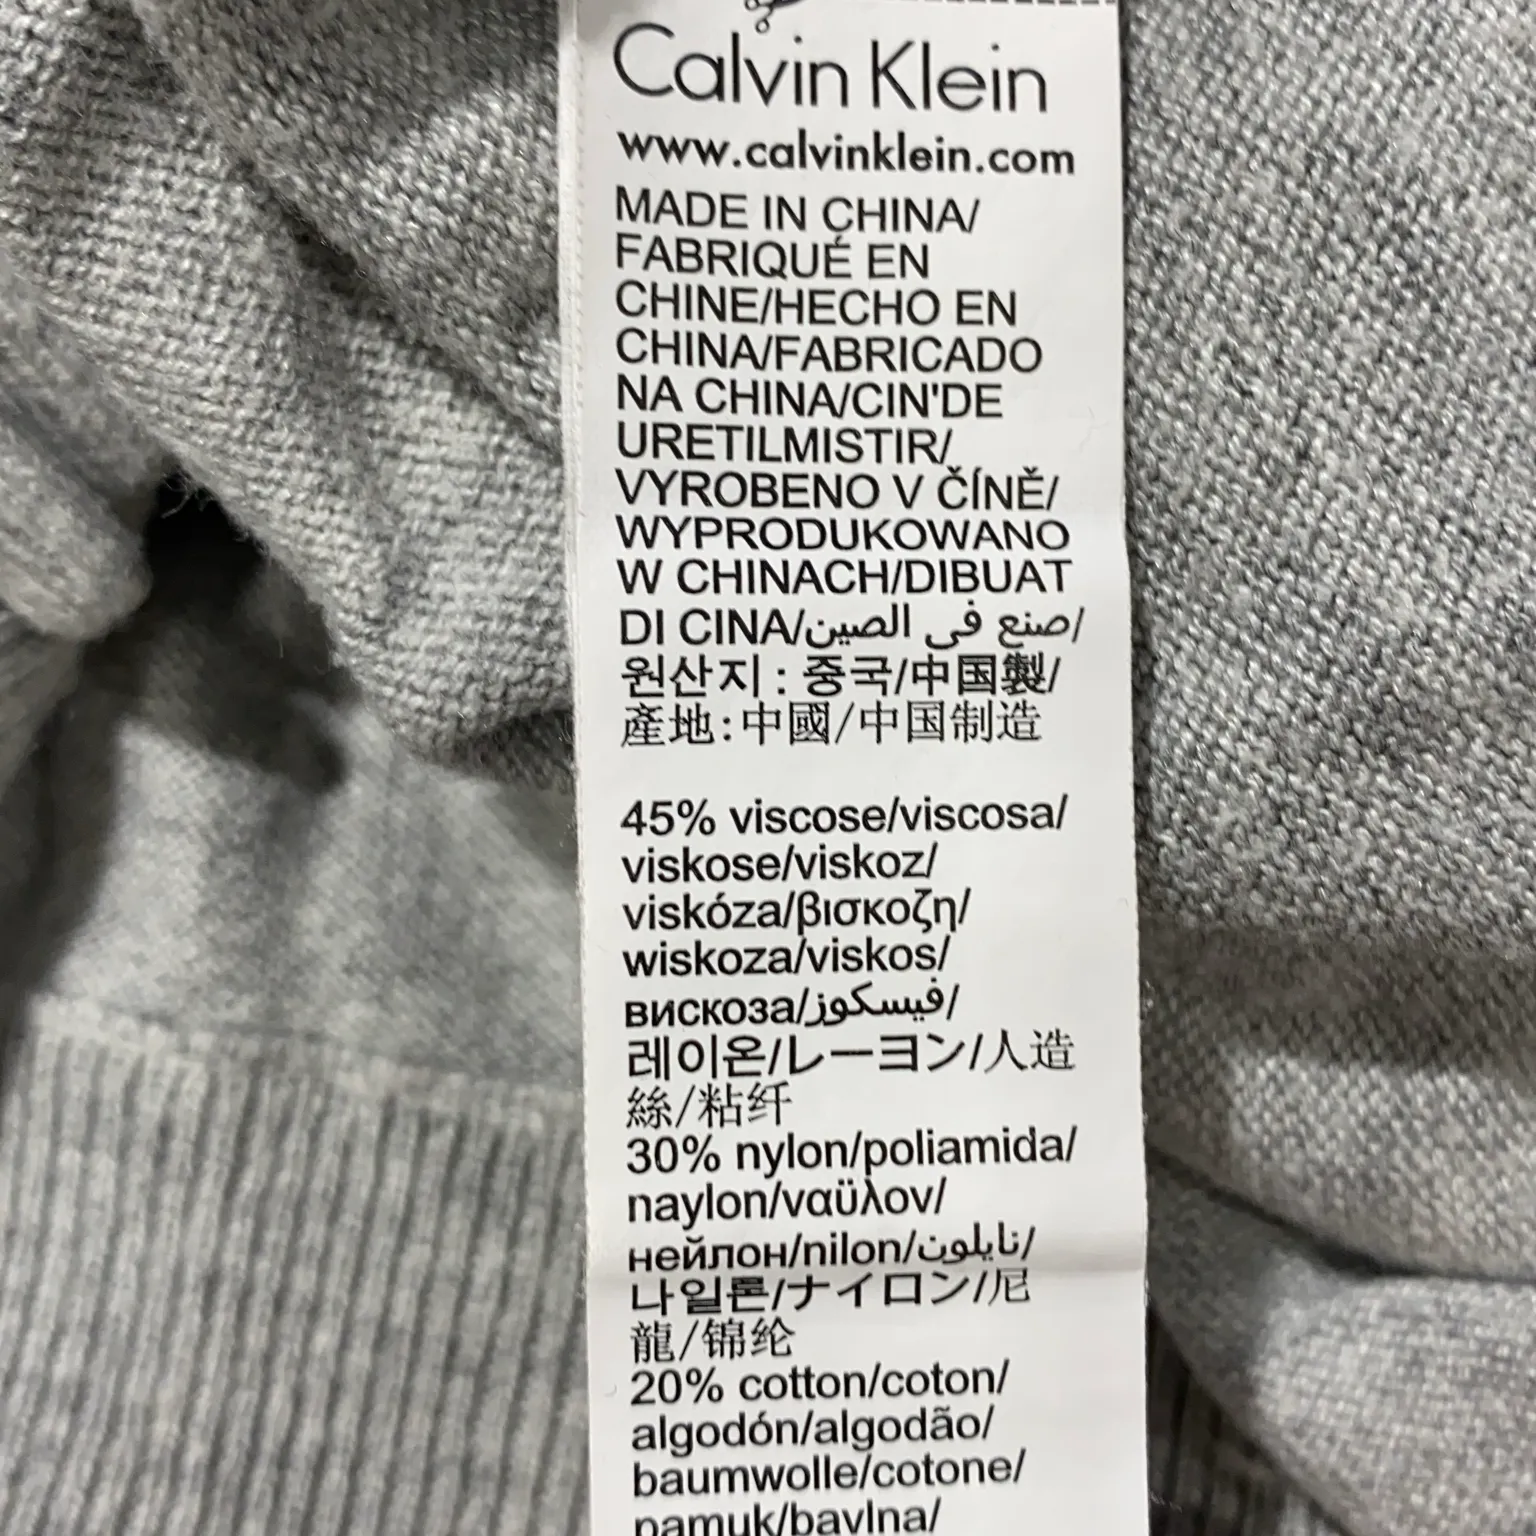 Calvin Klein
www.calvinklein.com
MADE IN CHINA/
FABRIQUÉ EN
CHINE/HECHO EN
CHINA/FABRICADO
NA CHINA/CIN'DE
URETILMISTIR/
VYROBENO V ČÍNĚ/
WYPRODUKOWANO
W CHINACH/DIBUAT
DI CINA/صنع في الصين/
원산지 : 중국/中国製/
產地:中國/中国制造
45% viscose/viscosa/
viskose/viskoz/
viskóza/βισκοζη/
wiskoza/viskos/
вискоза/فيسكوز/
레이온/レーヨン/人造
絲/粘纤
30% nylon/poliamida/
naylon/ναϋλον/
нейлон/nilon/نايلون/
나일론/ナイロン/尼
龍/锦纶
20% cotton/coton/
algodón/algodão/
baumwolle/cotone/
pamuk/bavlna/